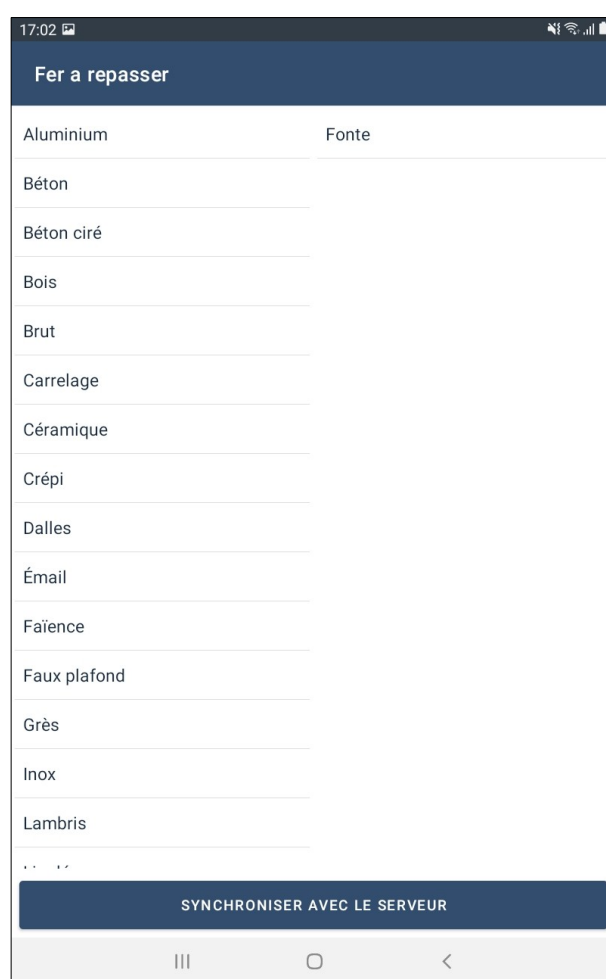 17:02
Fer a repasser
Aluminium
Fonte
Béton
Béton ciré
Bois
Brut
Carrelage
Céramique
Crépi
Dalles
Émail
Faïence
Faux plafond
Grès
Inox
Lambris
SYNCHRONISER AVEC LE SERVEUR